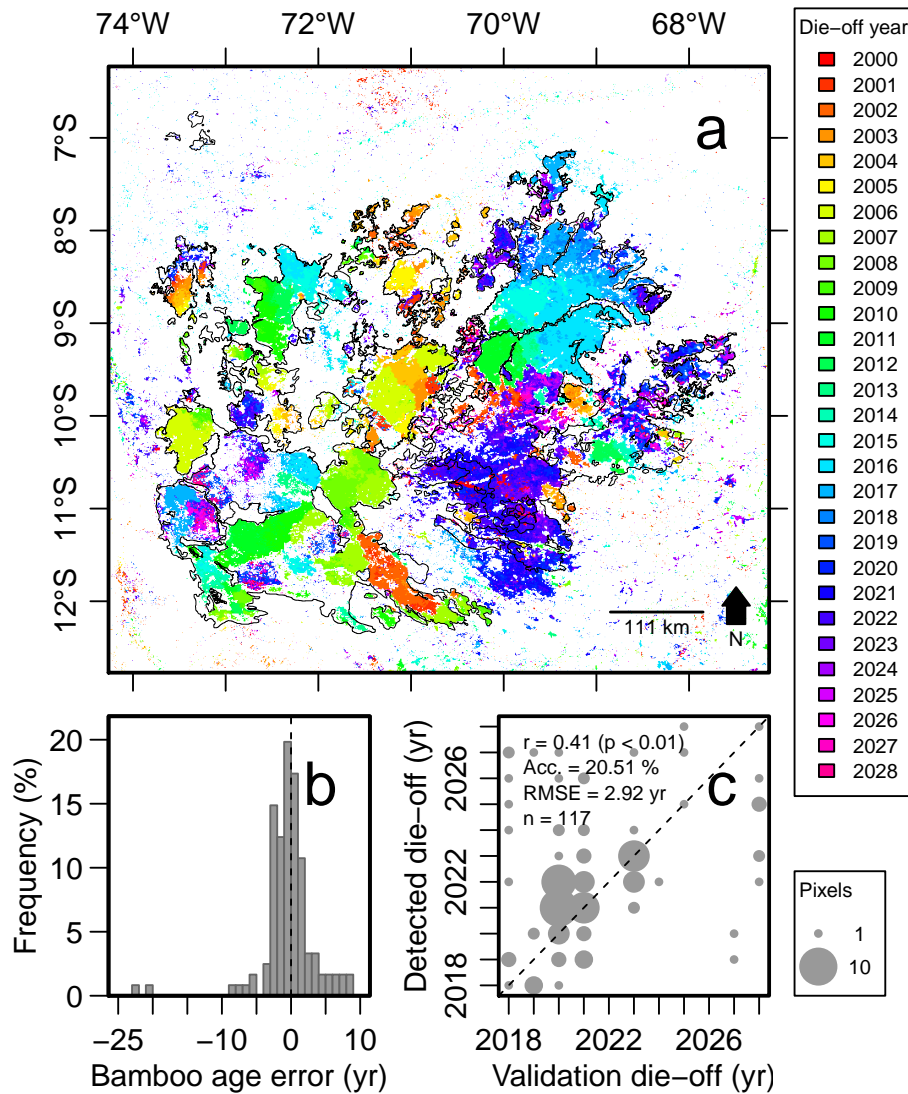 74°W 72°W 70°W 68°W
7°S
8°S
9°S
10°S
11°S
12°S
a
111 km
N
Die−off year
2000
2001
2002
2003
2004
2005
2006
2007
2008
2009
2010
2011
2012
2013
2014
2015
2016
2017
2018
2019
2020
2021
2022
2023
2024
2025
2026
2027
2028
b
Frequency (%)
20
15
10
5
0
−25 −10 0 10
Bamboo age error (yr)
c
r = 0.41 (p < 0.01)
Acc. = 20.51 %
RMSE = 2.92 yr
n = 117
Detected die−off (yr)
2026
2022
2018
2018 2022 2026
Validation die−off (yr)
Pixels
1
10